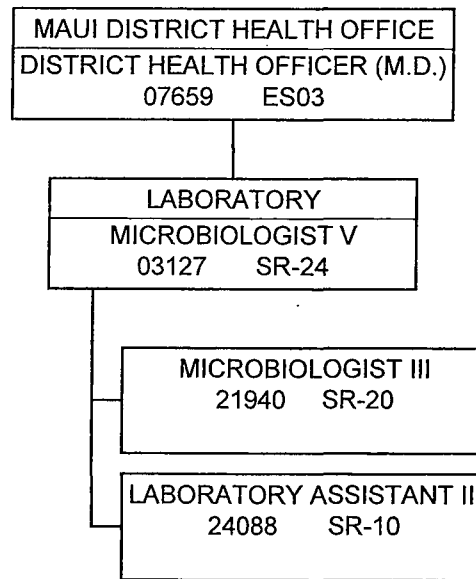 MAUI DISTRICT HEALTH OFFICE
DISTRICT HEALTH OFFICER (M.D.)
07659 ES03
LABORATORY
MICROBIOLOGIST V
03127 SR-24
MICROBIOLOGIST III
21940 SR-20
LABORATORY ASSISTANT II
24088 SR-10